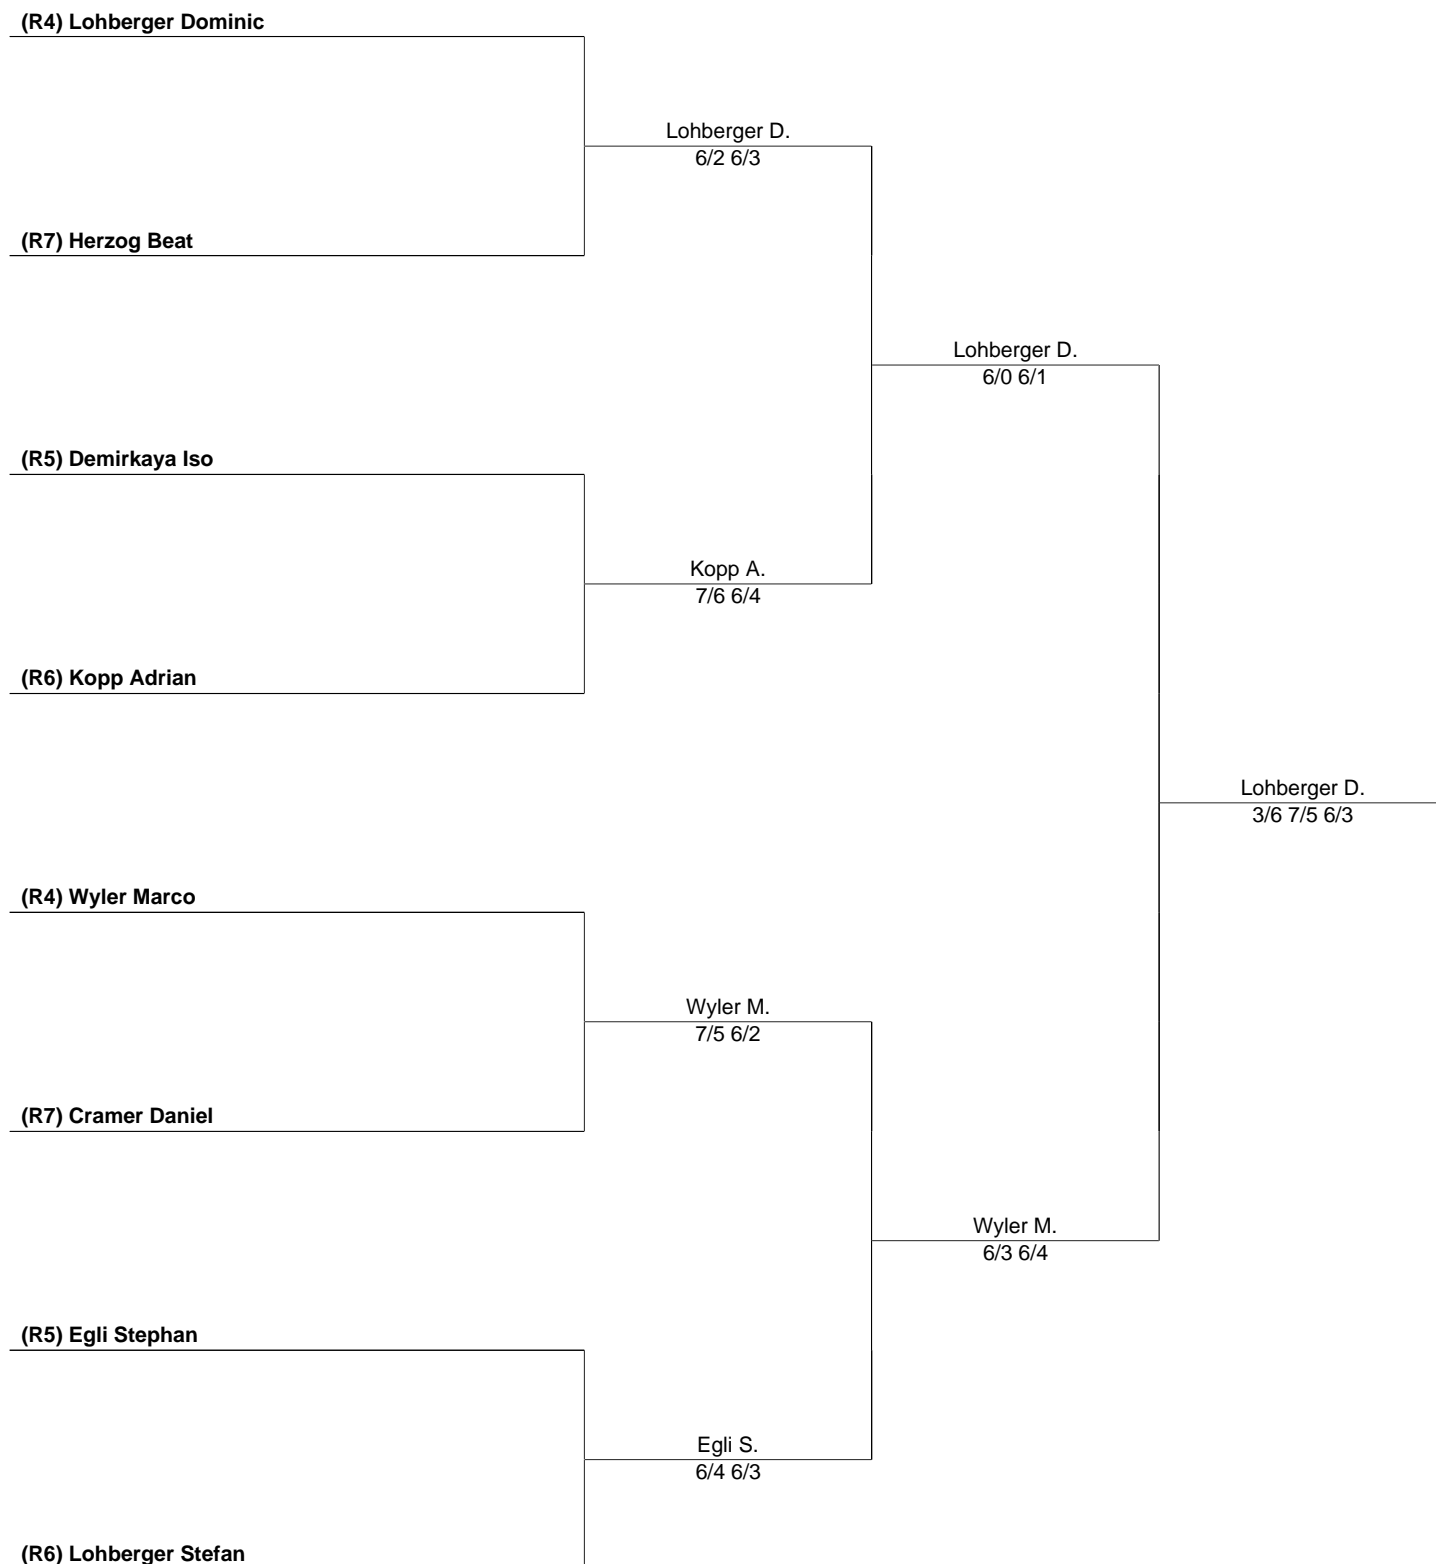 (R4) Lohberger Dominic
Lohberger D.
6/2 6/3
(R7) Herzog Beat
Lohberger D.
6/0 6/1
(R5) Demirkaya Iso
Kopp A.
7/6 6/4
(R6) Kopp Adrian
Lohberger D.
3/6 7/5 6/3
(R4) Wyler Marco
Wyler M.
7/5 6/2
(R7) Cramer Daniel
Wyler M.
6/3 6/4
(R5) Egli Stephan
Egli S.
6/4 6/3
(R6) Lohberger Stefan